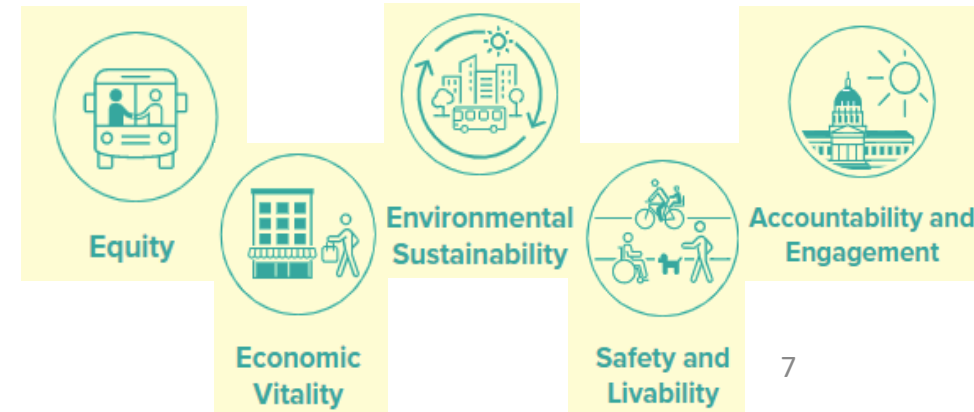 Equity
Economic
Vitality
Environmental
Sustainability
Safety and
Livability
Accountability and
Engagement
7